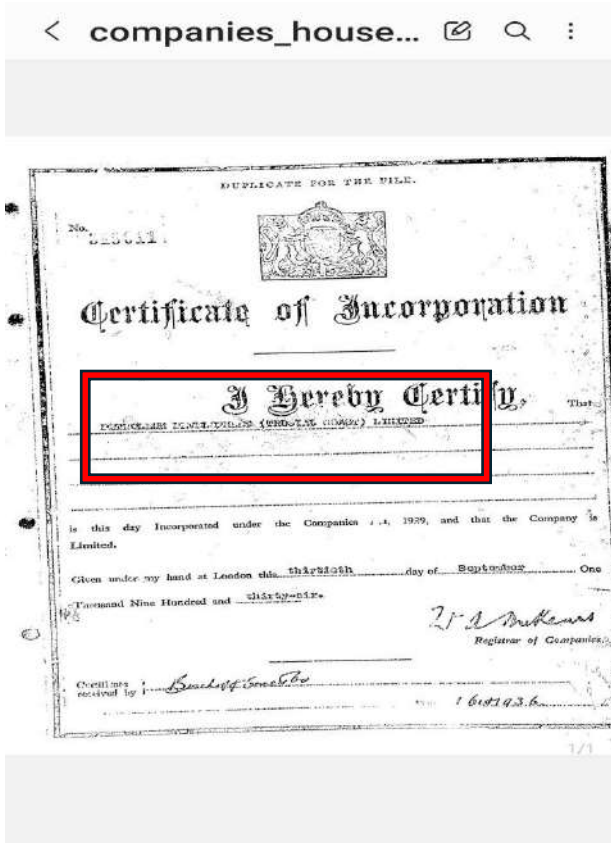 companies_house...
DUPLICATE FOR THE FILE.
No.
Certificate of Incorporation
I Hereby Certify, That
LIMITED
is this day Incorporated under the Companies 1929, and that the Company is
Limited.
Given under my hand at London this thirtieth day of September One
Thousand Nine Hundred and thirty-six.
Registrar of Companies.
Certificate
received by
1936
1/1